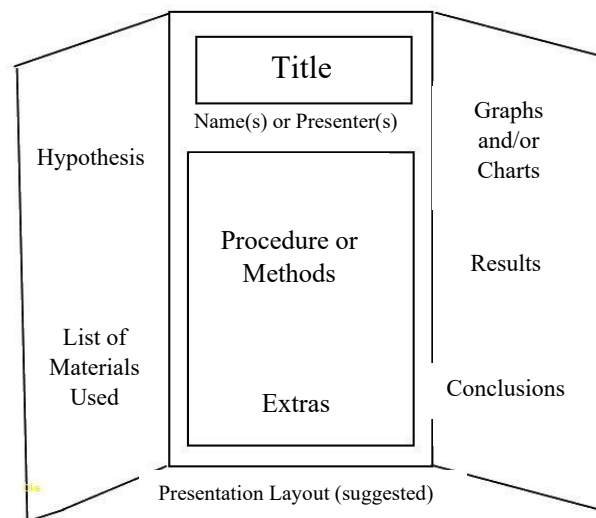 Hypothesis
List of
Materials
Used
Title
Name(s) or Presenter(s)
Procedure or
Methods
Extras
Graphs
and/or
Charts
Results
Conclusions
Presentation Layout (suggested)